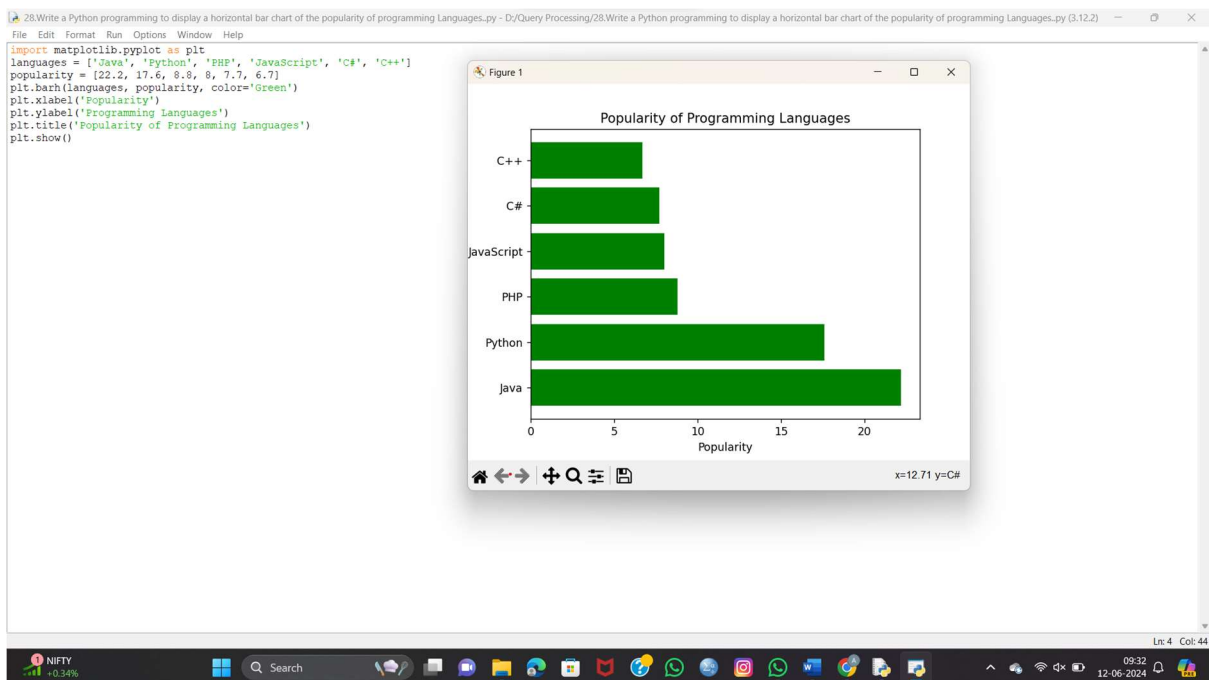 28.Write a Python programming to display a horizontal bar chart of the popularity of programming Languages..py - D:/Query Processing/28.Write a Python programming to display a horizontal bar chart of the popularity of programming Languages..py (3.12.2)
File Edit Format Run Options Window Help
import matplotlib.pyplot as plt
languages = ['Java', 'Python', 'PHP', 'JavaScript', 'C#', 'C++']
popularity = [22.2, 17.6, 8.8, 8, 7.7, 6.7]
plt.barh(languages, popularity, color='Green')
plt.xlabel('Popularity')
plt.ylabel('Programming Languages')
plt.title('Popularity of Programming Languages')
plt.show()
Figure 1
Popularity of Programming Languages
C++
C#
JavaScript
PHP
Python
Java
0 5 10 15 20
Popularity
x=12.71 y=C#
Ln: 4 Col: 44
1
NIFTY
+0.34%
Search
09:32
12-06-2024